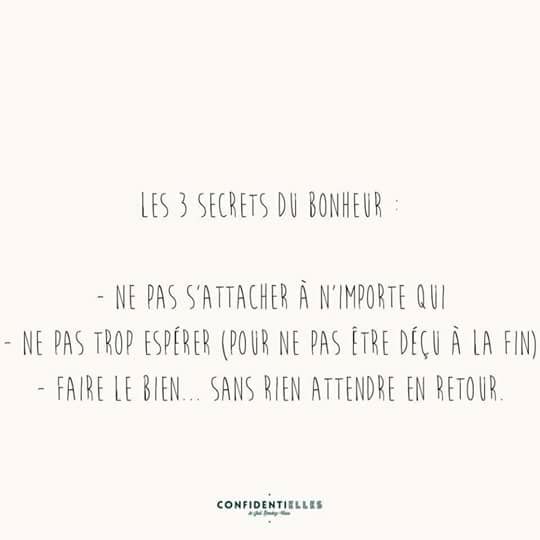 LES 3 SECRETS DU BONHEUR :
- NE PAS S'ATTACHER À N'IMPORTE QUI
- NE PAS TROP ESPÉRER (POUR NE PAS ÊTRE DÉÇU À LA FIN)
- FAIRE LE BIEN... SANS RIEN ATTENDRE EN RETOUR.
CONFIDENTIELLES